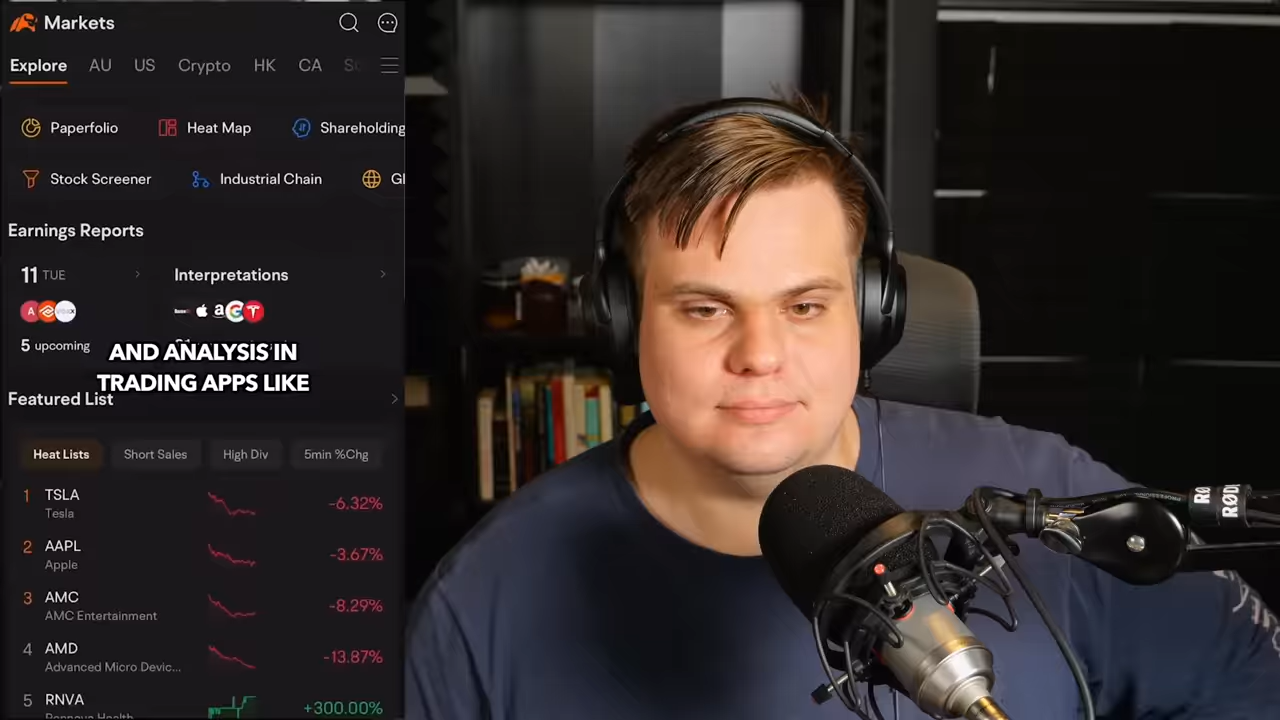 Markets
Explore AU US Crypto HK CA
Paperfolio Heat Map Shareholding
Stock Screener Industrial Chain
Earnings Reports
11 TUE
Interpretations
5 upcoming
AND ANALYSIS IN
TRADING APPS LIKE
Featured List
Heat Lists Short Sales High Div 5min %Chg
1 TSLA -6.32%
Tesla
2 AAPL -3.67%
Apple
3 AMC -8.29%
AMC Entertainment
4 AMD -13.87%
Advanced Micro Devic...
5 RNVA +300.00%
RØDE